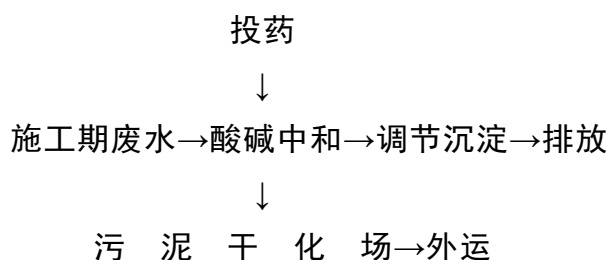 投药
↓
施工期废水→酸碱中和→调节沉淀→排放
↓
污 泥 干 化 场→外运